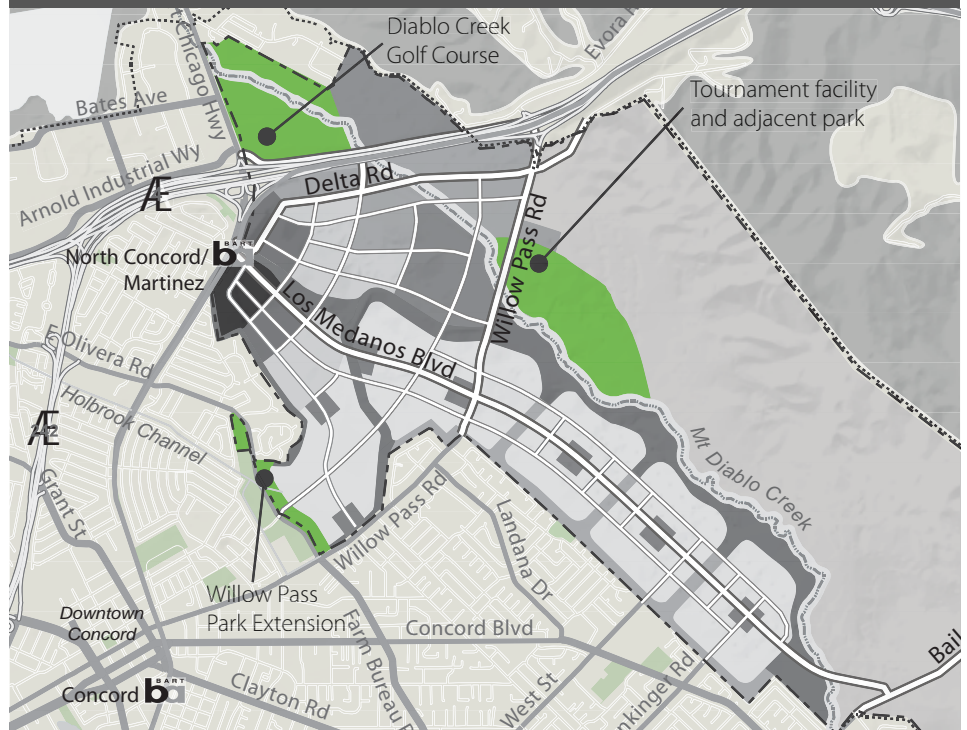 Diablo Creek
Golf Course
Chicago Hwy
Bates Ave
Tournament facility
and adjacent park
Arnold Industrial Wy
Delta Rd
Willow Pass Rd
BART
North Concord/
Martinez
Los Medanos Blvd
Olivera Rd
Holbrook Channel
Mt Diablo Creek
Grant St
Willow Pass Rd
Landana Dr
Willow Pass
Park Extension
Downtown
Concord
Concord Blvd
Farm Bureau
BART
Concord
Clayton Rd
West St